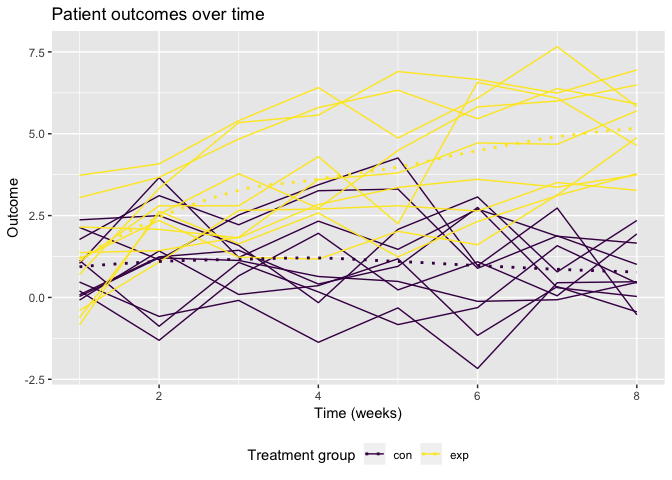 Patient outcomes over time
7.5
5.0
2.5
0.0
-2.5
Outcome
2 4 6 8
Time (weeks)
Treatment group con exp